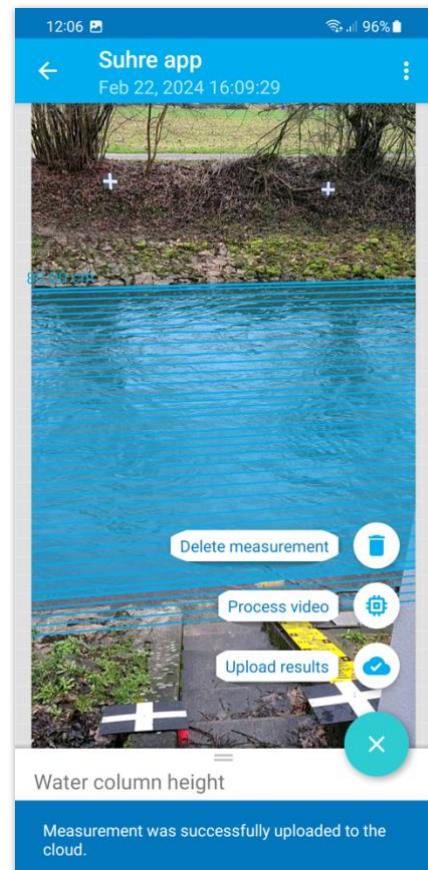 12:06 96%
Suhre app
Feb 22, 2024 16:09:29
Delete measurement
Process video
Upload results
Water column height
Measurement was successfully uploaded to the
cloud.